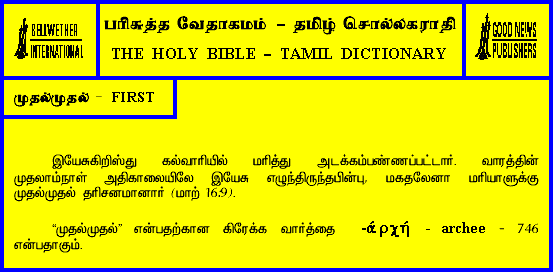 BELLWETHER
INTERNATIONAL
பரிசுத்த வேதாகமம் - தமிழ் சொல்லகராதி
THE HOLY BIBLE - TAMIL DICTIONARY
GOOD NEWS
PUBLISHERS
முதல்முதல் - FIRST
இயேசுகிறிஸ்து கல்வாரியில் மரித்து அடக்கம்பண்ணப்பட்டார். வாரத்தின்
முதலாம்நாள் அதிகாலையிலே இயேசு எழுந்திருந்தபின்பு, மகதலேனா மரியாளுக்கு
முதல்முதல் தரிசனமானார் (மாற் 16:9).
“முதல்முதல்” என்பதற்கான கிரேக்க வார்த்தை -ἀρχή - archee - 746
என்பதாகும்.